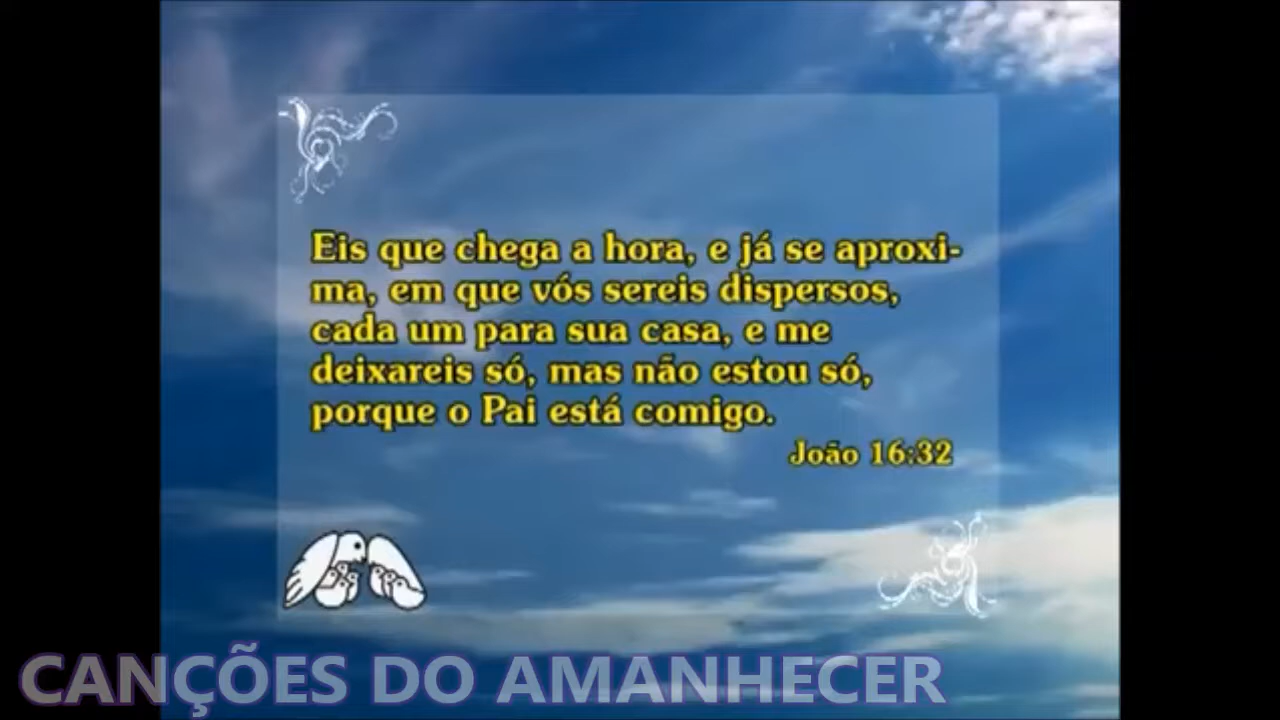 Eis que chega a hora, e já se aproxi-
ma, em que vós sereis dispersos,
cada um para sua casa, e me
deixareis só, mas não estou só,
porque o Pai está comigo.
João 16:32
CANÇÕES DO AMANHECER